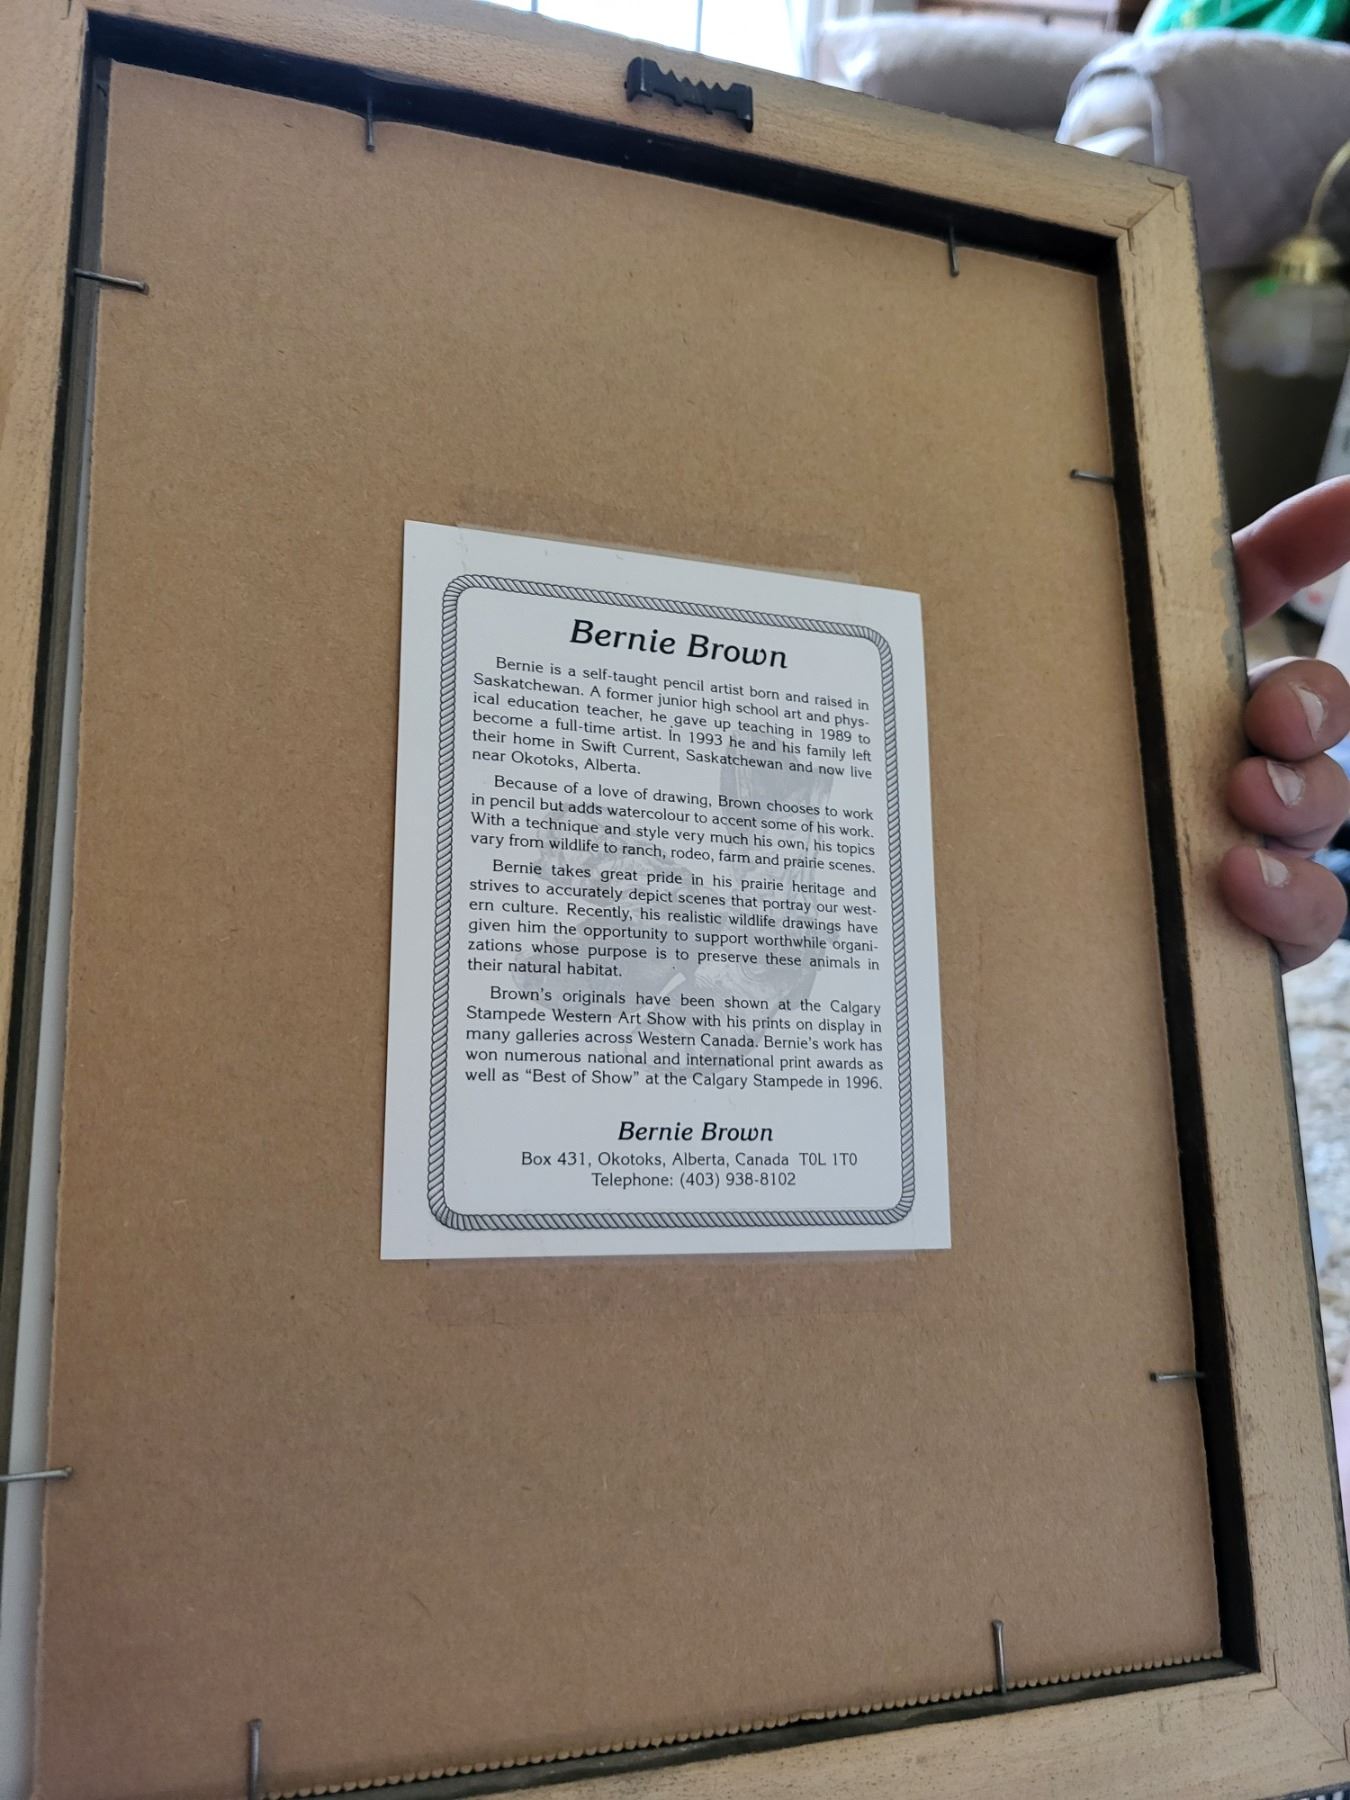 Bernie Brown
Bernie is a self-taught pencil artist born and raised in
Saskatchewan. A former junior high school art and phys-
ical education teacher, he gave up teaching in 1989 to
become a full-time artist. In 1993 he and his family left
their home in Swift Current, Saskatchewan and now live
near Okotoks, Alberta.
Because of a love of drawing, Brown chooses to work
in pencil but adds watercolour to accent some of his work.
With a technique and style very much his own, his topics
vary from wildlife to ranch, rodeo, farm and prairie scenes.
Bernie takes great pride in his prairie heritage and
strives to accurately depict scenes that portray our west-
ern culture. Recently, his realistic wildlife drawings have
given him the opportunity to support worthwhile organi-
zations whose purpose is to preserve these animals in
their natural habitat.
Brown's originals have been shown at the Calgary
Stampede Western Art Show with his prints on display in
many galleries across Western Canada. Bernie's work has
won numerous national and international print awards as
well as "Best of Show" at the Calgary Stampede in 1996.
Bernie Brown
Box 431, Okotoks, Alberta, Canada T0L 1T0
Telephone: (403) 938-8102